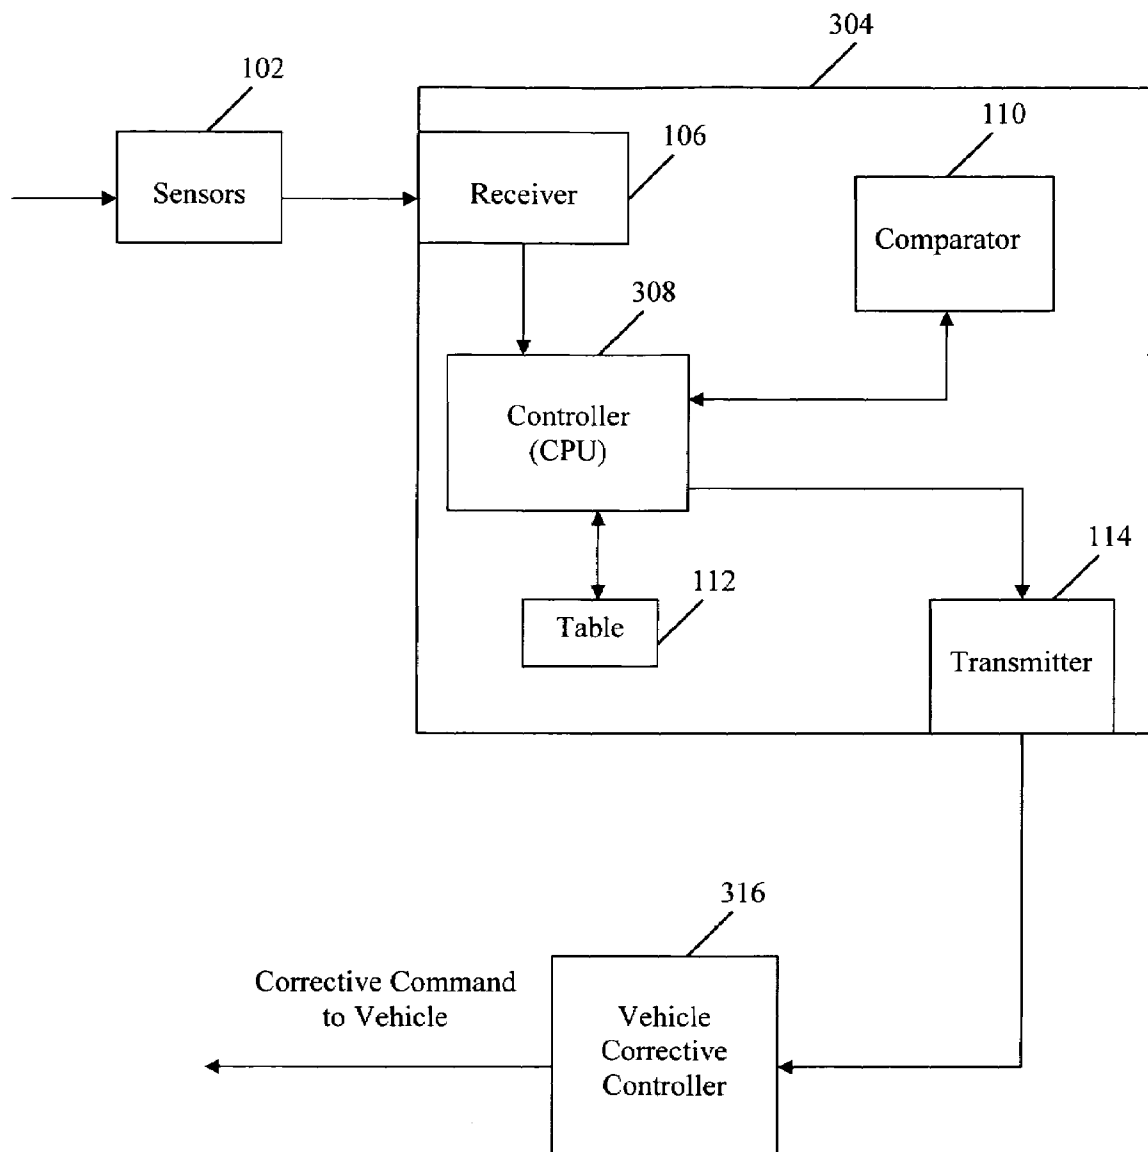 304
102
110
106
Sensors
Receiver
Comparator
308
Controller
(CPU)
114
112
Table
Transmitter
316
Corrective Command
to Vehicle
Vehicle
Corrective
Controller